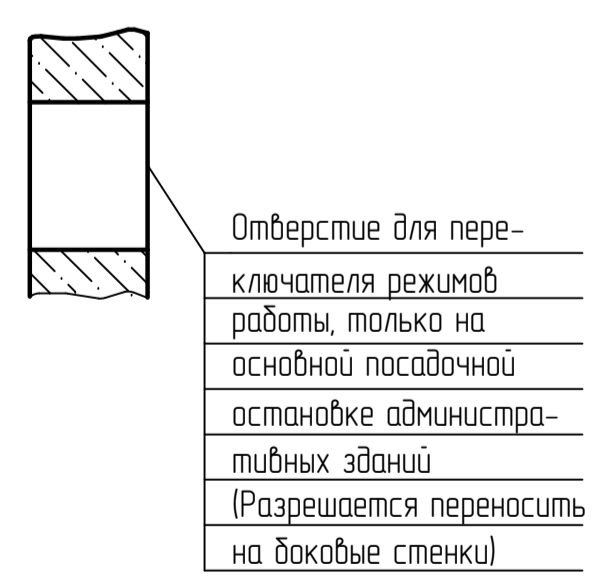 Отверстие для пере-
ключателя режимов
работы, только на
основной посадочной
остановке администра-
тивных зданий
(Разрешается переносить
на боковые стенки)